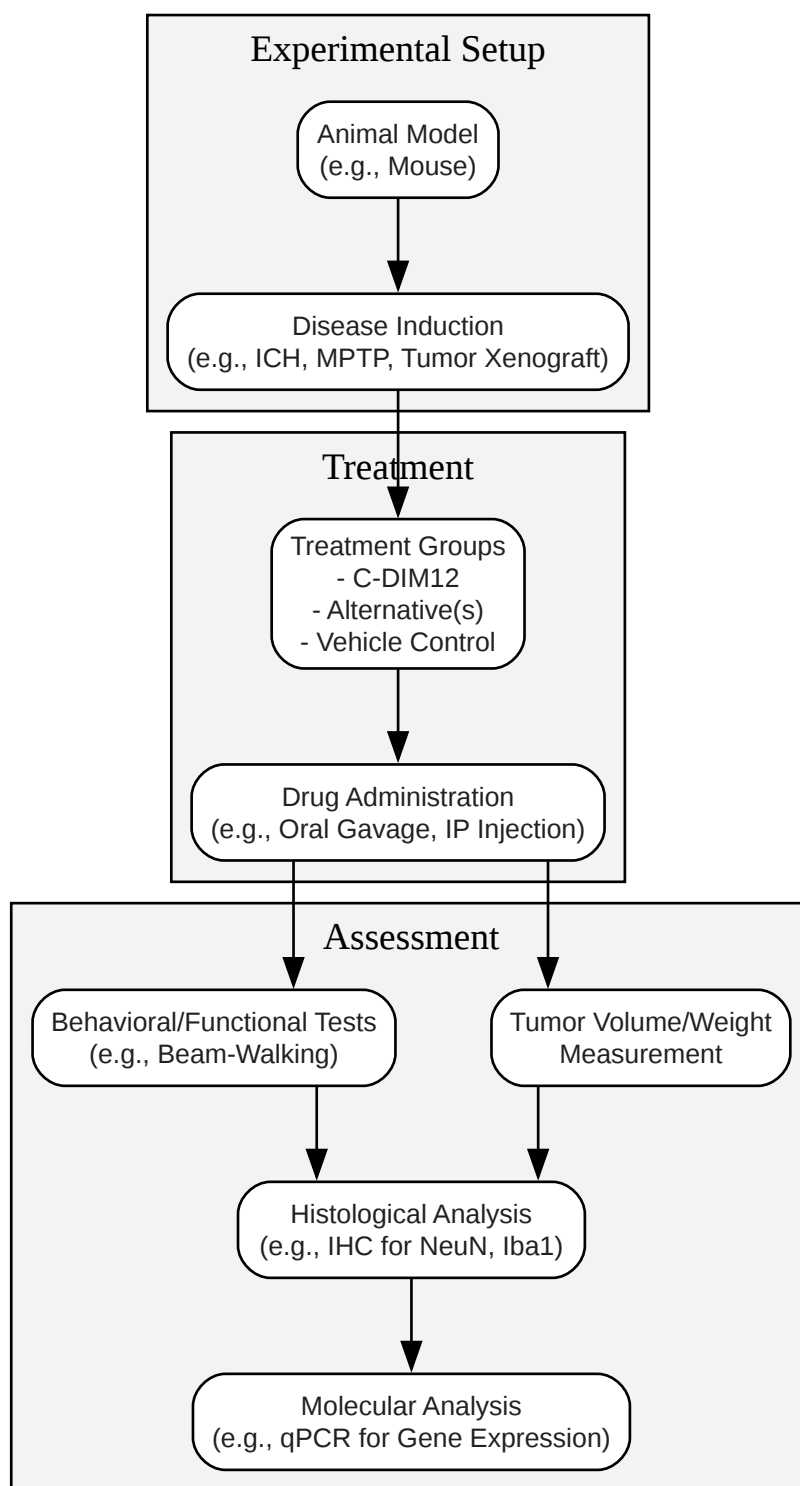 Experimental Setup
Animal Model
(e.g., Mouse)
Disease Induction
(e.g., ICH, MPTP, Tumor Xenograft)
Treatment
Treatment Groups
- C-DIM12
- Alternative(s)
- Vehicle Control
Drug Administration
(e.g., Oral Gavage, IP Injection)
Assessment
Behavioral/Functional Tests
(e.g., Beam-Walking)
Tumor Volume/Weight
Measurement
Histological Analysis
(e.g., IHC for NeuN, Iba1)
Molecular Analysis
(e.g., qPCR for Gene Expression)